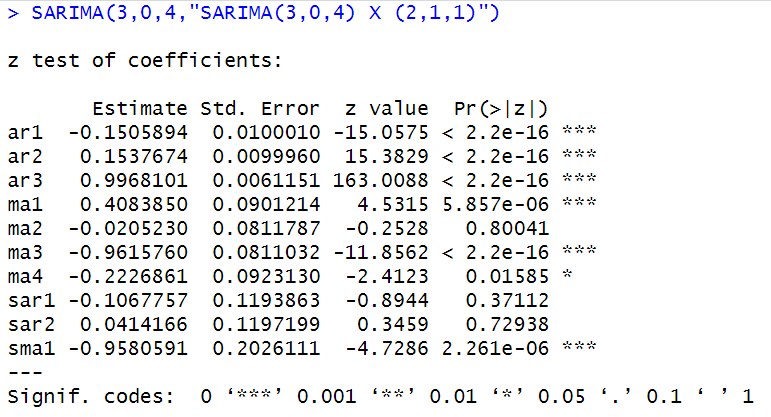 > SARIMA(3,0,4,"SARIMA(3,0,4) X (2,1,1)")
z test of coefficients:
Estimate Std. Error z value Pr(>|z|)
ar1 -0.1505894 0.0100010 -15.0575 < 2.2e-16 ***
ar2 0.1537674 0.0099960 15.3829 < 2.2e-16 ***
ar3 0.9968101 0.0061151 163.0088 < 2.2e-16 ***
ma1 0.4083850 0.0901214 4.5315 5.857e-06 ***
ma2 -0.0205230 0.0811787 -0.2528 0.80041
ma3 -0.9615760 0.0811032 -11.8562 < 2.2e-16 ***
ma4 -0.2226861 0.0923130 -2.4123 0.01585 *
sar1 -0.1067757 0.1193863 -0.8944 0.37112
sar2 0.0414166 0.1197199 0.3459 0.72938
sma1 -0.9580591 0.2026111 -4.7286 2.261e-06 ***
---
Signif. codes: 0 ‘***’ 0.001 ‘**’ 0.01 ‘*’ 0.05 ‘.’ 0.1 ‘ ’ 1